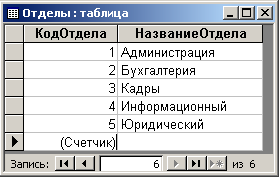 Отделы : таблица
КодОтдела НазваниеОтдела
1 Администрация
2 Бухгалтерия
3 Кадры
4 Информационный
5 Юридический
(Счетчик)
Запись: 6 из 6